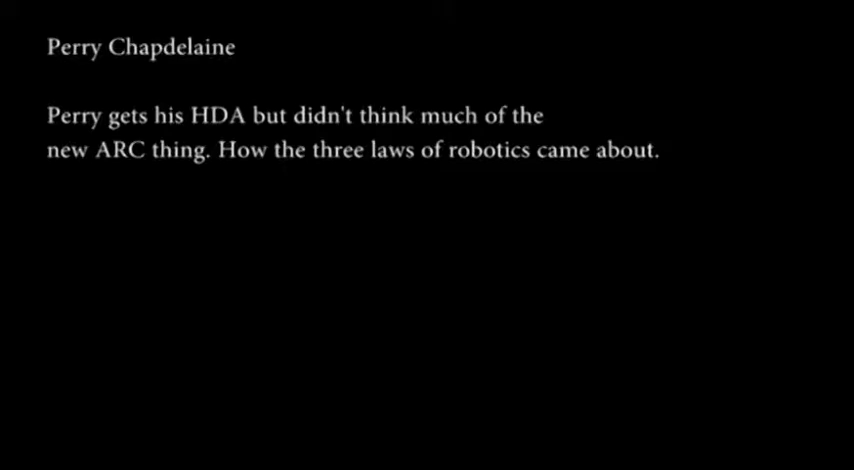 Perry Chapdelaine
Perry gets his HDA but didn't think much of the
new ARC thing. How the three laws of robotics came about.